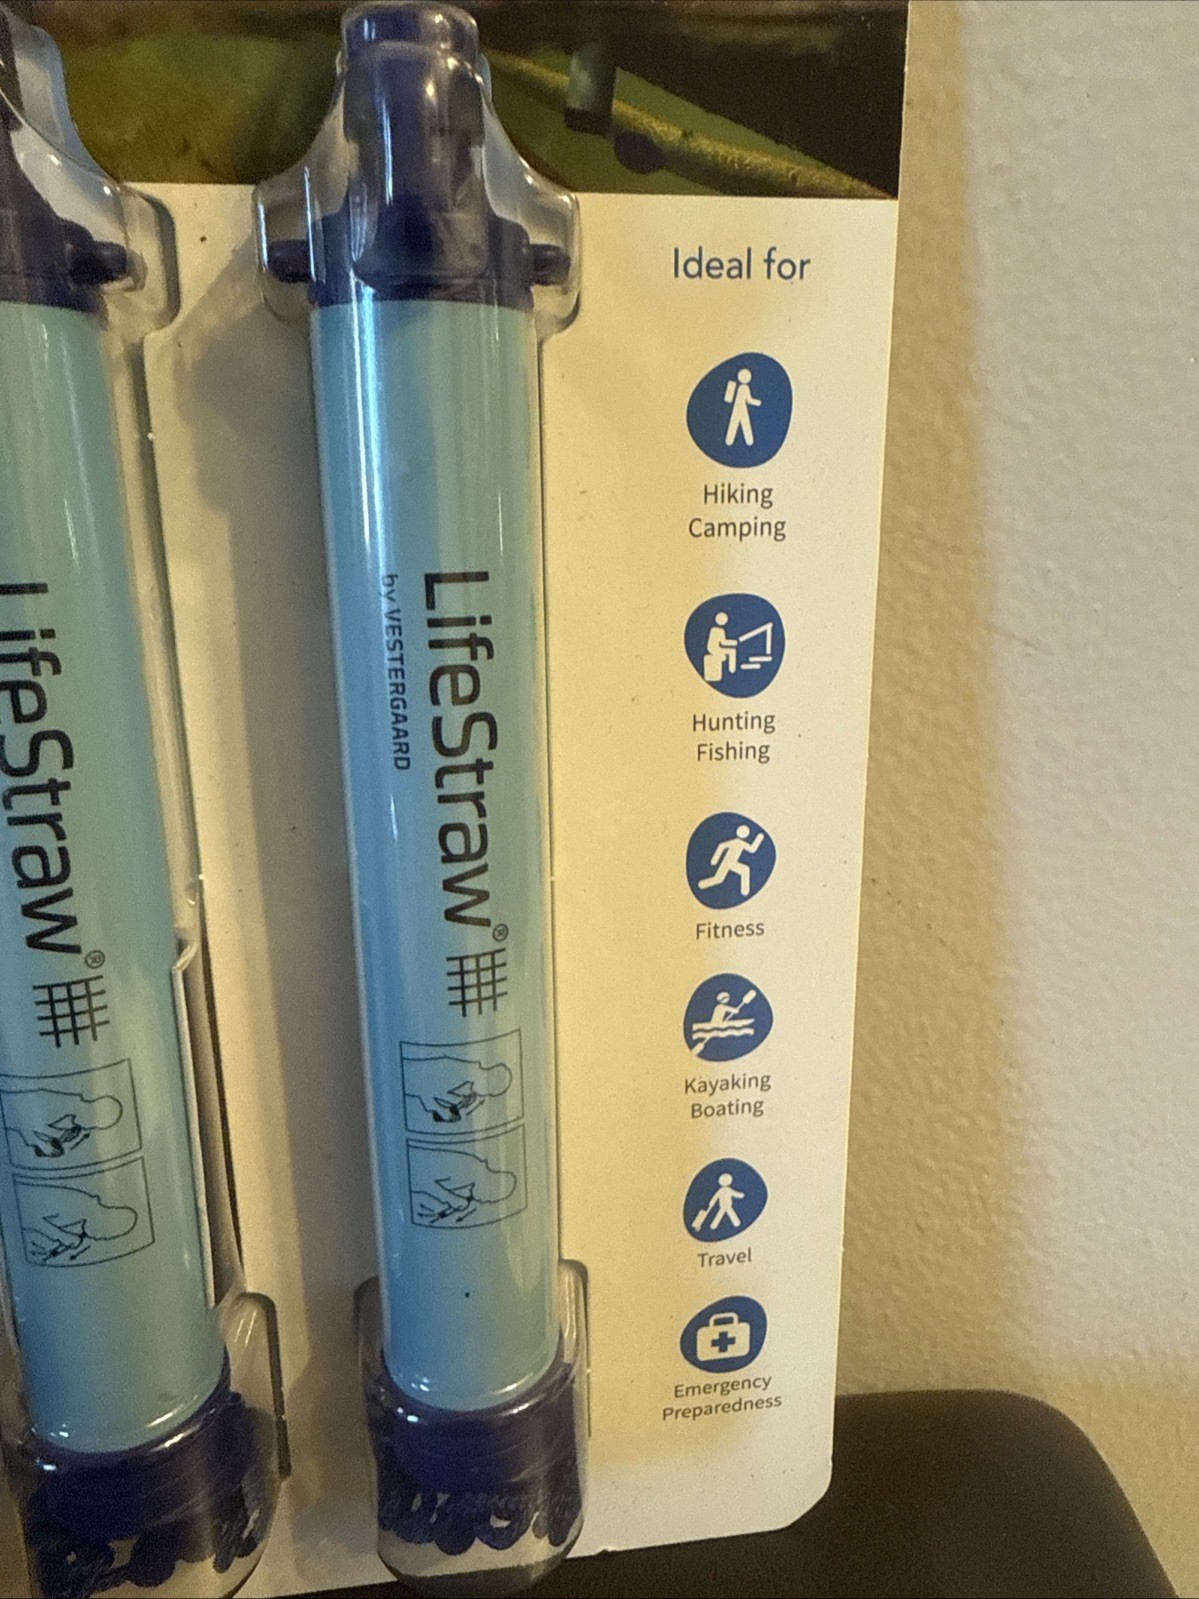 LifeStraw®
LifeStraw®
by VESTERGAARD
Ideal for
Hiking
Camping
Hunting
Fishing
Fitness
Kayaking
Boating
Travel
Emergency
Preparedness